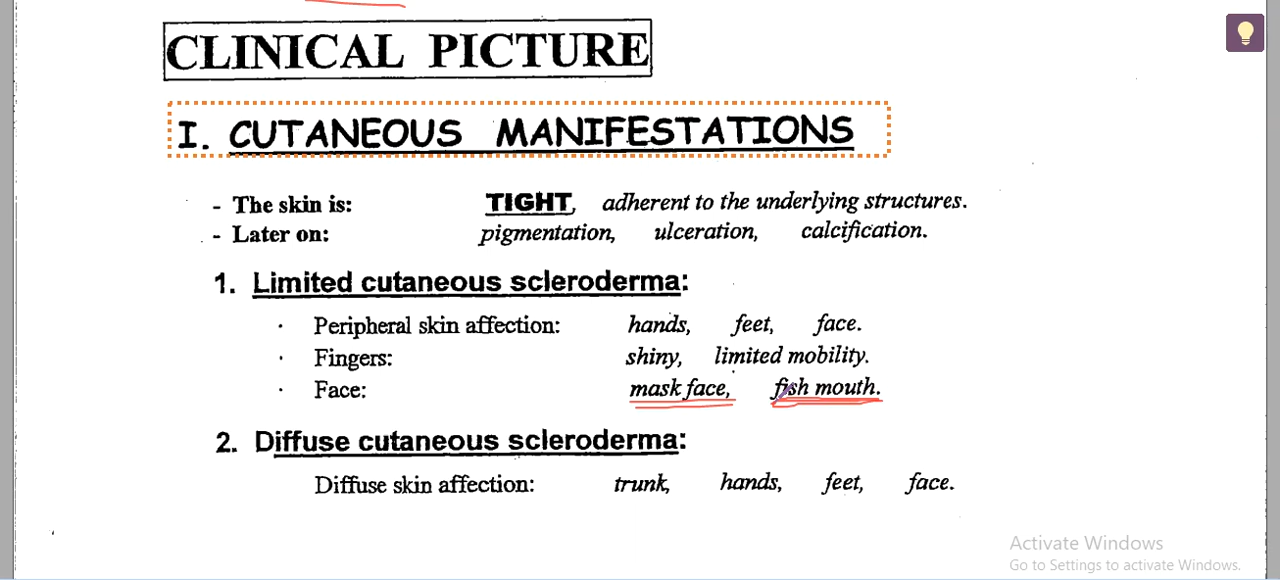 CLINICAL PICTURE
I. CUTANEOUS MANIFESTATIONS
- The skin is: TIGHT, adherent to the underlying structures.
- Later on: pigmentation, ulceration, calcification.
1. Limited cutaneous scleroderma:
· Peripheral skin affection: hands, feet, face.
· Fingers: shiny, limited mobility.
· Face: mask face, fish mouth.
2. Diffuse cutaneous scleroderma:
Diffuse skin affection: trunk, hands, feet, face.
Activate Windows
Go to Settings to activate Windows.